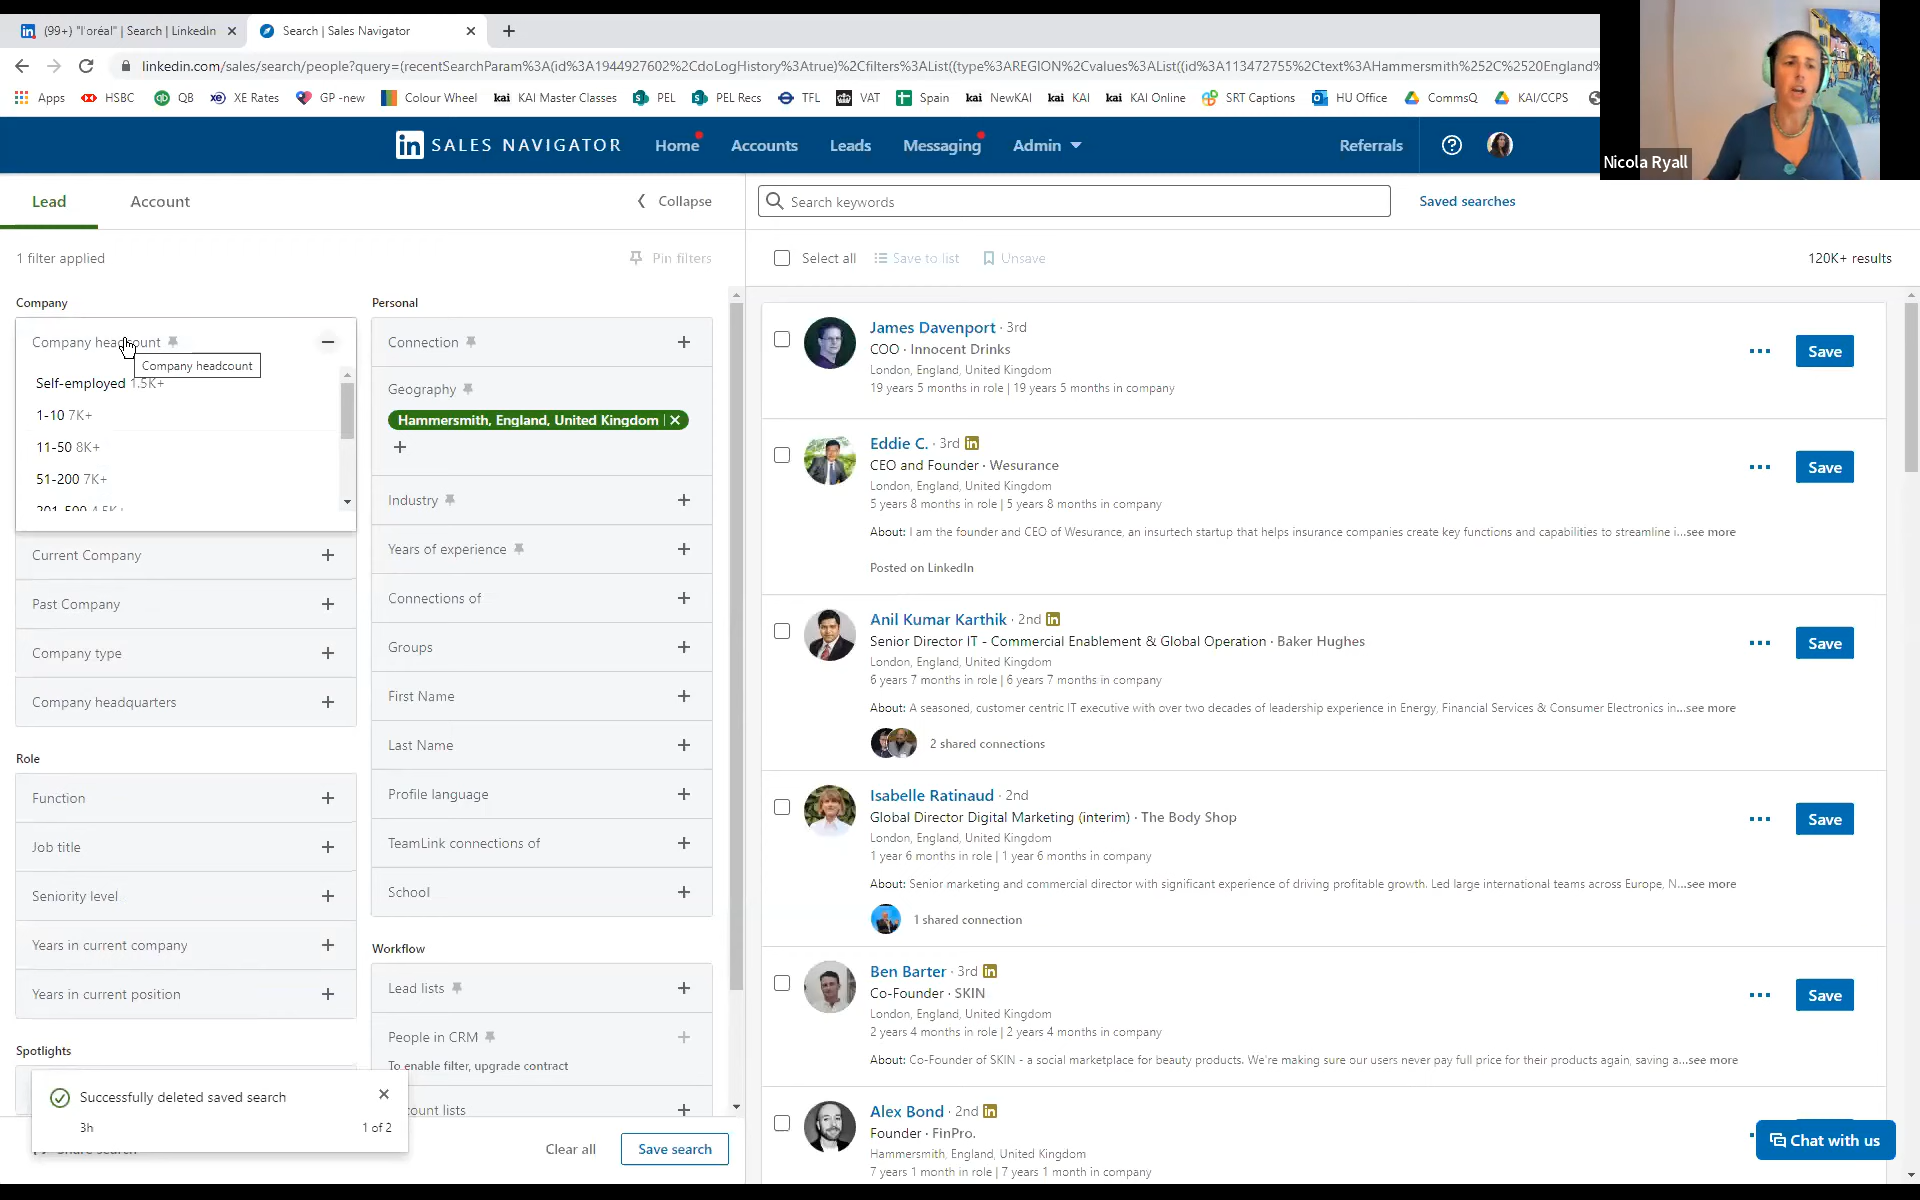 (99+) "l'oréal" | Search | LinkedIn
Search | Sales Navigator
linkedin.com/sales/search/people?query=(recentSearchParam%3A(id%3A1944927602%2CdoLogHistory%3Atrue)%2Cfilters%3AList((type%3AREGION%2Cvalues%3AList((id%3A113472755%2Ctext%3AHammersmith%252C%2520England%
Apps HSBC QB XE Rates GP -new Colour Wheel kai KAI Master Classes PEL PEL Recs TFL VAT Spain kai NewKAI kai KAI kai KAI Online SRT Captions HU Office CommsQ KAI/CCPS
Nicola Ryall
in SALES NAVIGATOR Home Accounts Leads Messaging Admin Referrals
Lead Account Collapse
Search keywords
Saved searches
1 filter applied
Pin filters
Select all Save to list Unsave
120K+ results
Company
Company headcount
Company headcount
Self-employed 1.5K+
1-10 7K+
11-50 8K+
51-200 7K+
201-500 4.5K+
Current Company
Past Company
Company type
Company headquarters
Role
Function
Job title
Seniority level
Years in current company
Years in current position
Spotlights
Successfully deleted saved search
3h
1 of 2
Personal
Connection
Geography
Hammersmith, England, United Kingdom
Industry
Years of experience
Connections of
Groups
First Name
Last Name
Profile language
TeamLink connections of
School
Workflow
Lead lists
People in CRM
To enable filter, upgrade contract
count lists
Share search
Clear all
Save search
James Davenport · 3rd
COO · Innocent Drinks
London, England, United Kingdom
19 years 5 months in role | 19 years 5 months in company
Save
Eddie C. · 3rd in
CEO and Founder · Wesurance
London, England, United Kingdom
5 years 8 months in role | 5 years 8 months in company
About: I am the founder and CEO of Wesurance, an insurtech startup that helps insurance companies create key functions and capabilities to streamline i...see more
Posted on LinkedIn
Save
Anil Kumar Karthik · 2nd in
Senior Director IT - Commercial Enablement & Global Operation · Baker Hughes
London, England, United Kingdom
6 years 7 months in role | 6 years 7 months in company
About: A seasoned, customer centric IT executive with over two decades of leadership experience in Energy, Financial Services & Consumer Electronics in...see more
2 shared connections
Save
Isabelle Ratinaud · 2nd
Global Director Digital Marketing (interim) · The Body Shop
London, England, United Kingdom
1 year 6 months in role | 1 year 6 months in company
About: Senior marketing and commercial director with significant experience of driving profitable growth. Led large international teams across Europe, N...see more
1 shared connection
Save
Ben Barter · 3rd in
Co-Founder · SKIN
London, England, United Kingdom
2 years 4 months in role | 2 years 4 months in company
About: Co-Founder of SKIN - a social marketplace for beauty products. We're making sure our users never pay full price for their products again, saving a...see more
Save
Alex Bond · 2nd in
Founder · FinPro.
Hammersmith, England, United Kingdom
7 years 1 month in role | 7 years 1 month in company
Chat with us